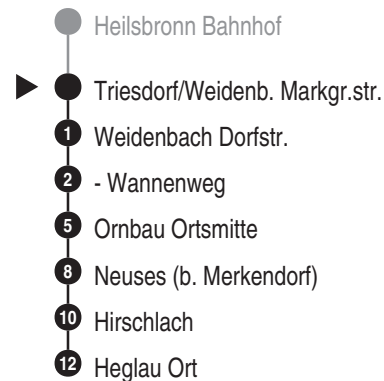 Heilsbronn Bahnhof
Triesdorf/Weidenb. Markgr.str.
1 Weidenbach Dorfstr.
2 - Wannenweg
5 Ornbau Ortsmitte
8 Neuses (b. Merkendorf)
10 Hirschlach
12 Heglau Ort